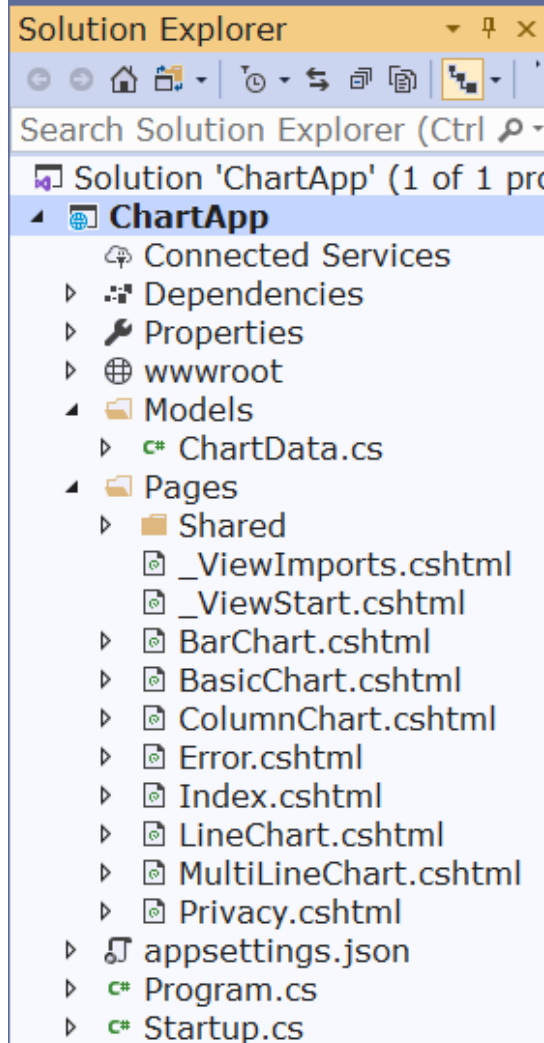 Solution Explorer
Search Solution Explorer (Ctrl
Solution 'ChartApp' (1 of 1 pro
ChartApp
Connected Services
Dependencies
Properties
wwwroot
Models
C# ChartData.cs
Pages
Shared
_ViewImports.cshtml
_ViewStart.cshtml
BarChart.cshtml
BasicChart.cshtml
ColumnChart.cshtml
Error.cshtml
Index.cshtml
LineChart.cshtml
MultiLineChart.cshtml
Privacy.cshtml
appsettings.json
C# Program.cs
C# Startup.cs